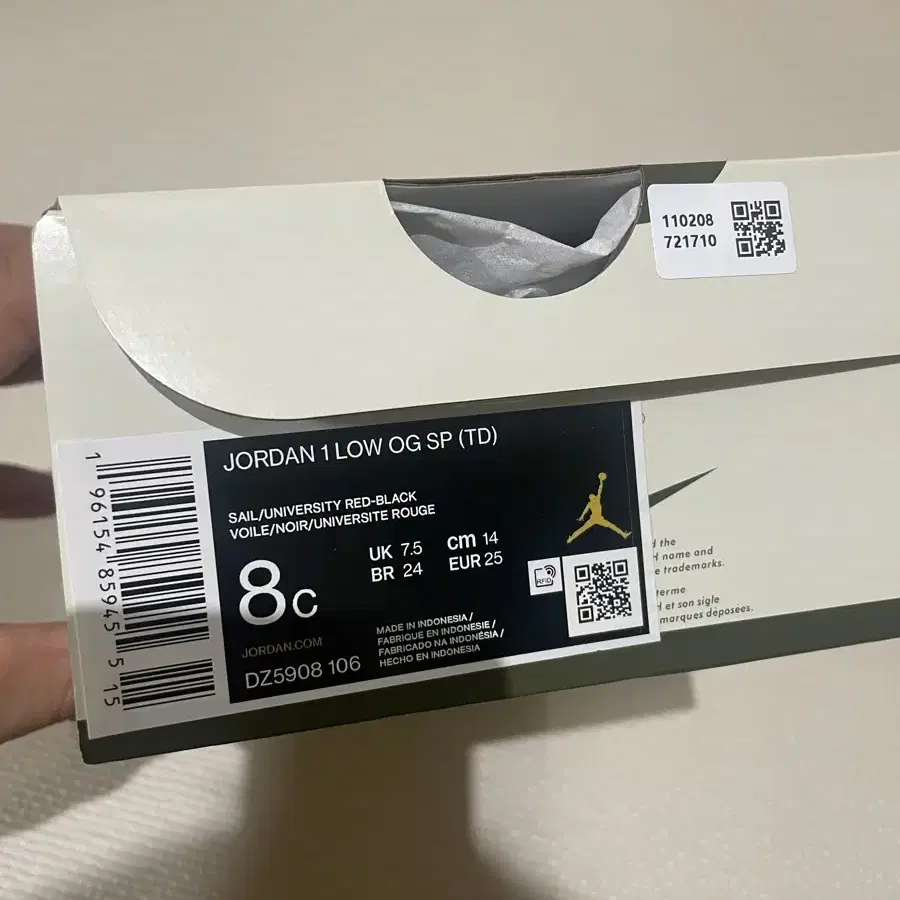 110208
721710
JORDAN 1 LOW OG SP (TD)
SAIL/UNIVERSITY RED-BLACK
VOILE/NOIR/UNIVERSITE ROUGE
8C
UK 7.5
cm 14
BR 24
EUR 25
RFID
JORDAN.COM
DZ5908 106
MADE IN INDONESIA /
FABRIQUE EN INDONESIE /
FABRICADO NA INDONÉSIA /
HECHO EN INDONESIA
1 96154 85945 5 15
the
name and
trademarks.
et son sigle
marques déposées.